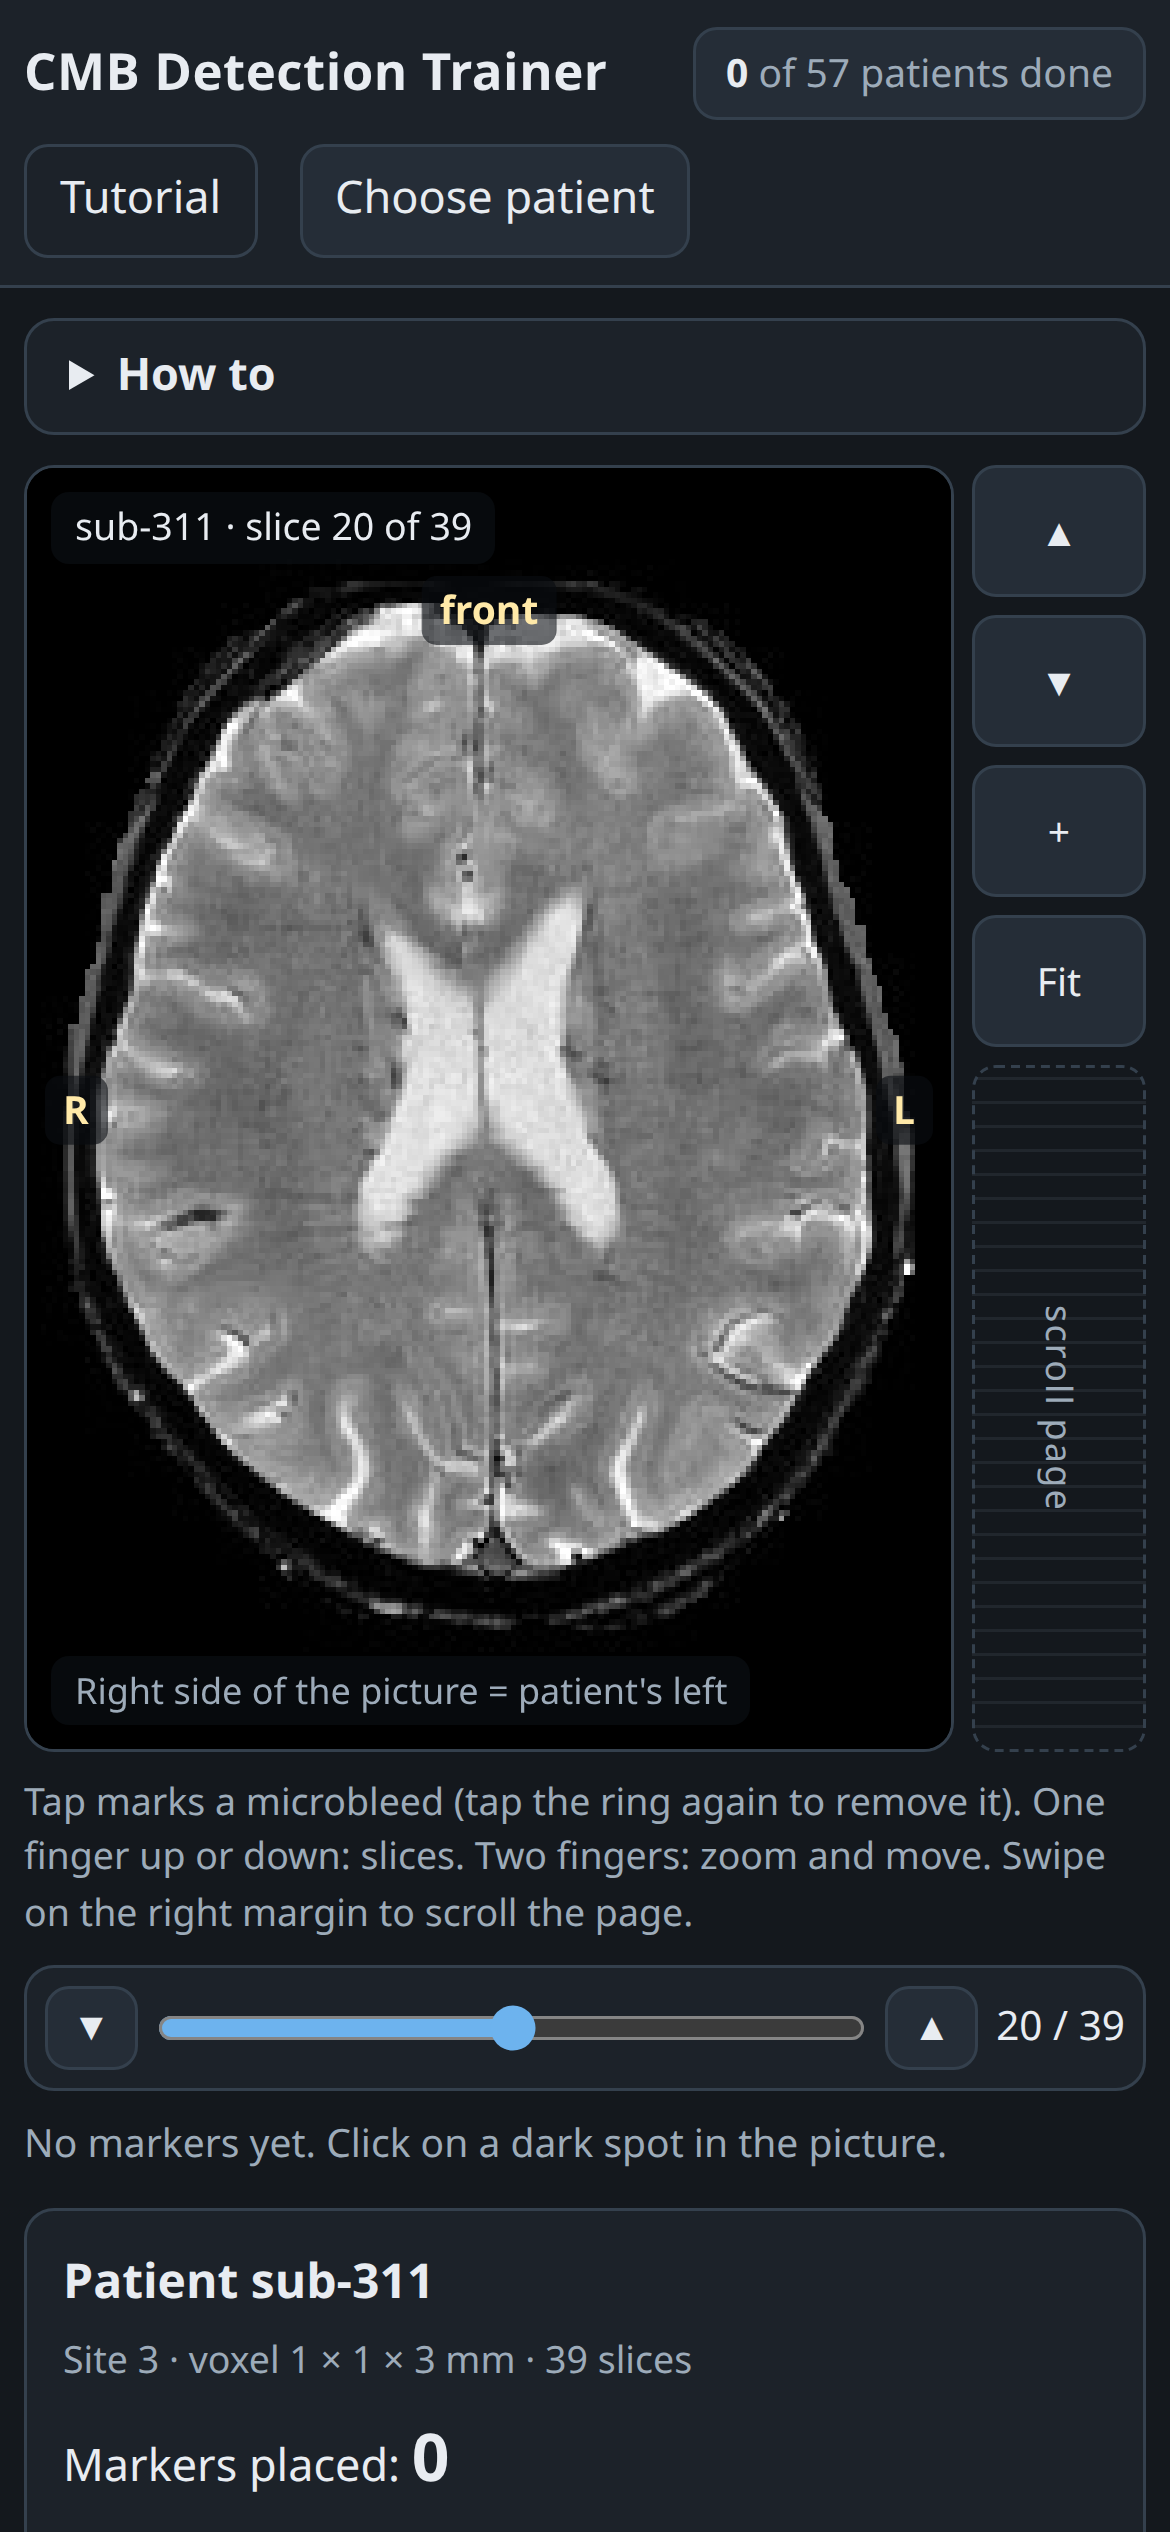 CMB Detection Trainer
0 of 57 patients done
Tutorial
Choose patient
▶ How to
sub-311 · slice 20 of 39
front
▲
▼
+
Fit
R
L
scroll page
Right side of the picture = patient's left
Tap marks a microbleed (tap the ring again to remove it). One
finger up or down: slices. Two fingers: zoom and move. Swipe
on the right margin to scroll the page.
▼
▲
20 / 39
No markers yet. Click on a dark spot in the picture.
Patient sub-311
Site 3 · voxel 1 × 1 × 3 mm · 39 slices
Markers placed: 0